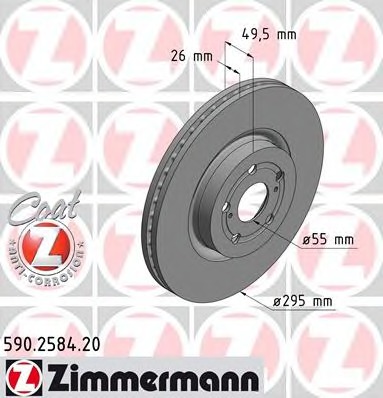 49,5 mm
26 mm
Coat
Z
ANTI-CORROSION
ø55 mm
ø295 mm
590.2584.20
Z Zimmermann